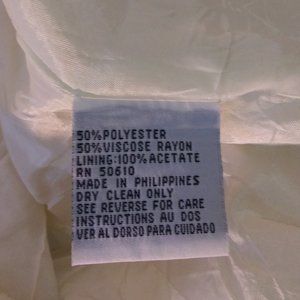 50%POLYESTER
50%VISCOSE RAYON
LINING:100%ACETATE
RN 50610
MADE IN PHILIPPINES
DRY CLEAN ONLY
SEE REVERSE FOR CARE
INSTRUCTIONS AU DOS
VER AL DORSO PARA CUIDADO